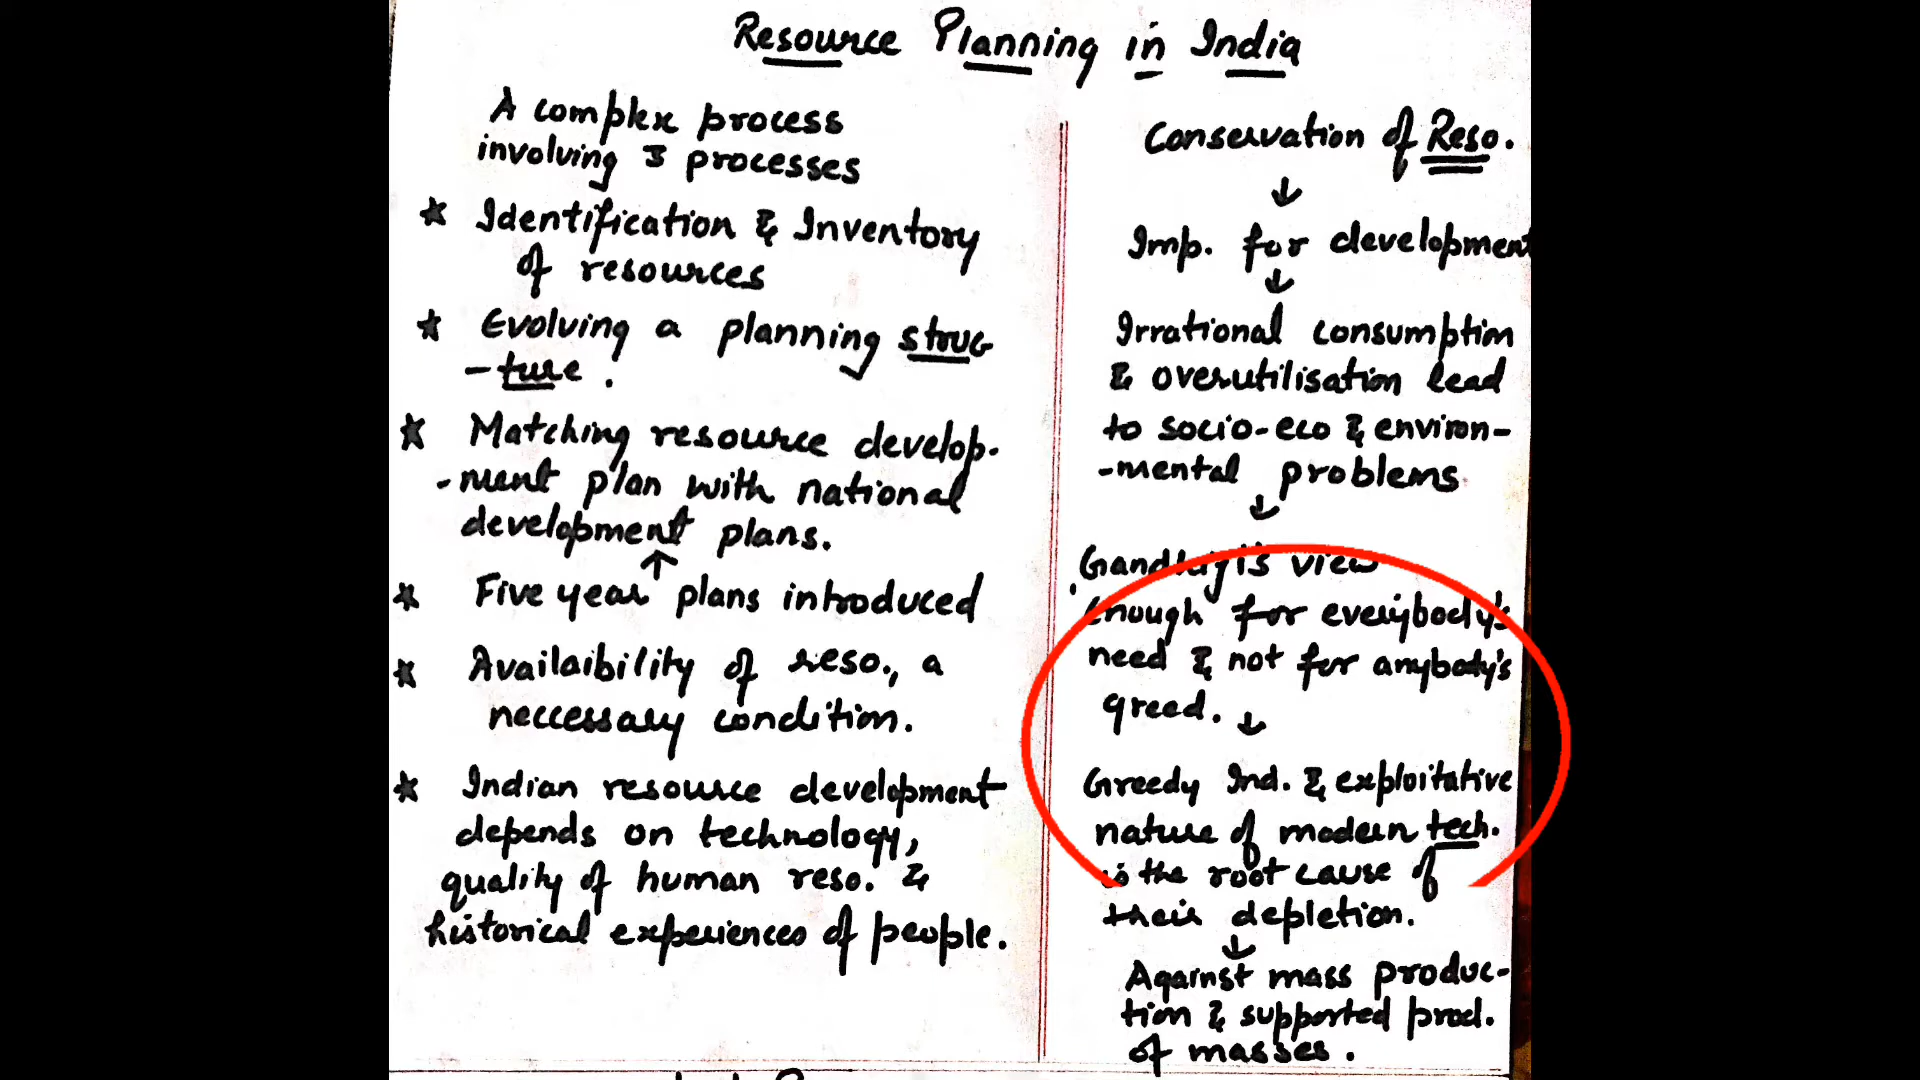 Resource Planning in India
A complex process
involving 3 processes
★ Identification & Inventory
of resources
★ Evolving a planning struc
-ture.
★ Matching resource develop.
-ment plan with national
development plans.
↑
★ Five year plans introduced
★ Availaibility of reso., a
neccessary condition.
★ Indian resource development
depends on technology,
quality of human reso. &
historical experiences of people.
Conservation of Reso.
↓
Imp. for development
↓
Irrational consumption
& overutilisation lead
to socio-eco & environ-
-mental problems
↓
Gandhiji's view
Enough for everybody's
need & not for anybody's
greed. ↓
Greedy Ind. & exploitative
nature of modern tech.
is the root cause of
their depletion.
↓
Against mass produc-
tion & supported prod.
of masses.